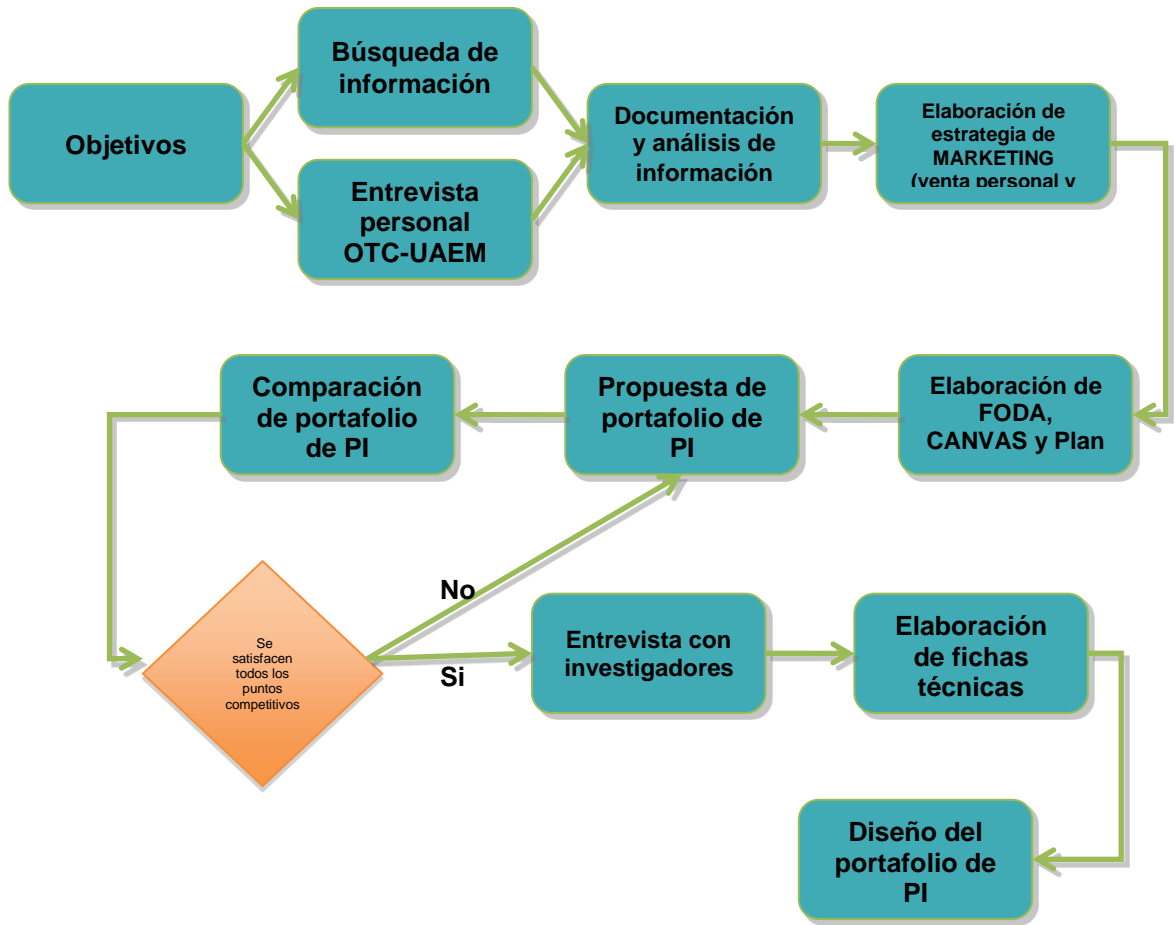 Objetivos
Búsqueda de
información
Entrevista
personal
OTC-UAEM
Documentación
y análisis de
información
Elaboración de
estrategia de
MARKETING
(venta personal y
Elaboración de
FODA,
CANVAS y Plan
Propuesta de
portafolio de
PI
Comparación
de portafolio
de PI
Se
satisfacen
todos los
puntos
competitivos
No
Si
Entrevista con
investigadores
Elaboración
de fichas
técnicas
Diseño del
portafolio de
PI